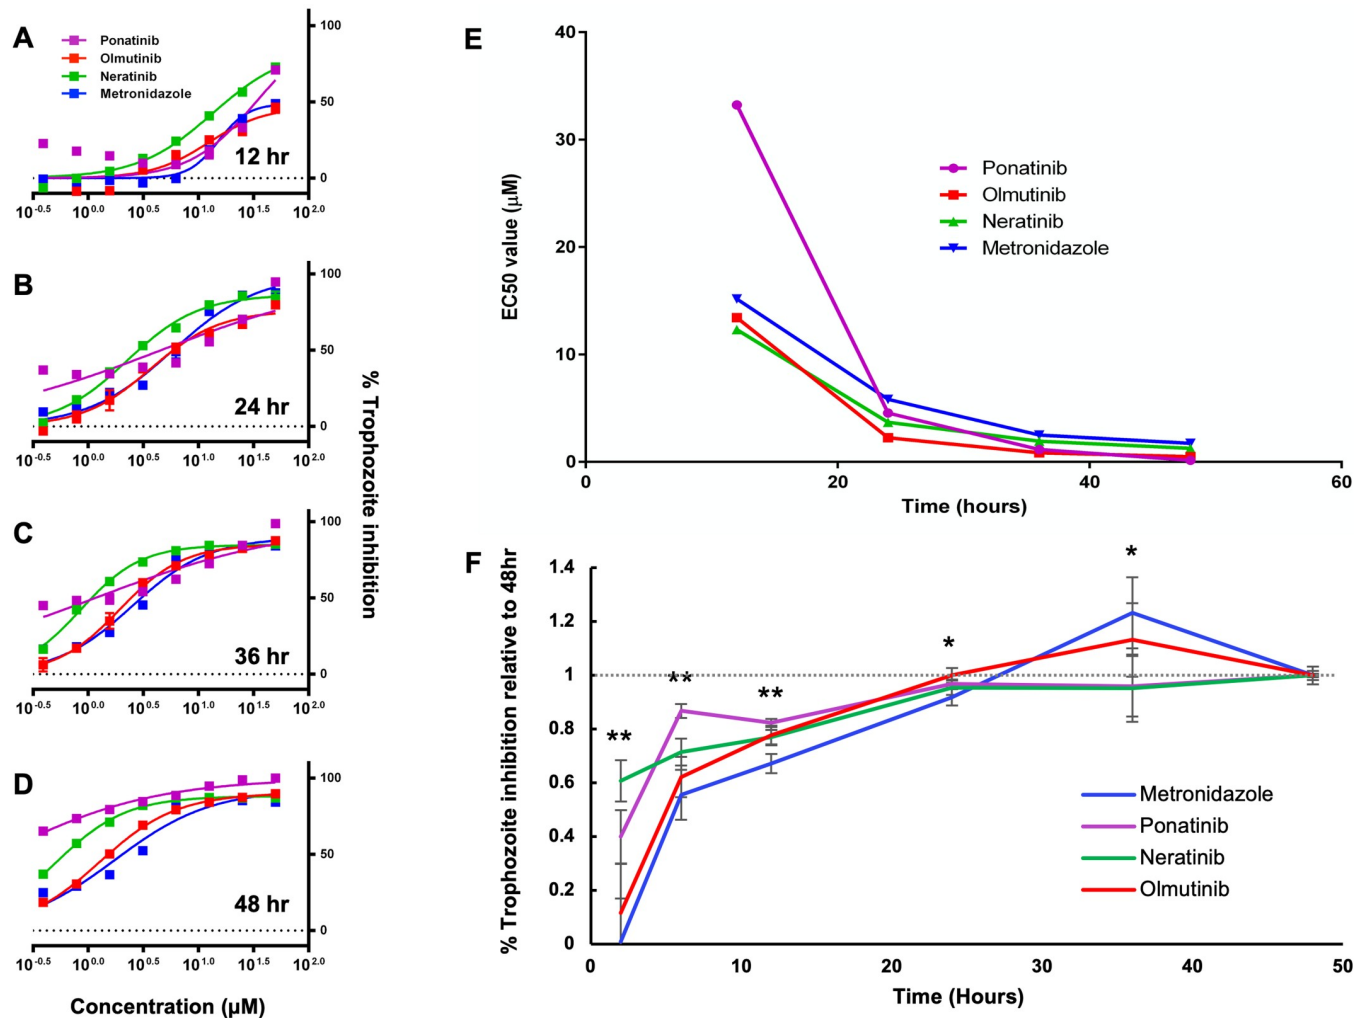 A
Ponatinib
Olmutinib
Neratinib
Metronidazole
100
50
0
12 hr
10^-0.5 10^0.0 10^0.5 10^1.0 10^1.5 10^2.0
B
100
50
0
24 hr
10^-0.5 10^0.0 10^0.5 10^1.0 10^1.5 10^2.0
C
100
50
0
36 hr
10^-0.5 10^0.0 10^0.5 10^1.0 10^1.5 10^2.0
D
100
50
0
48 hr
10^-0.5 10^0.0 10^0.5 10^1.0 10^1.5 10^2.0
Concentration (µM)
% Trophozoite inhibition
E
EC50 value (µM)
40
30
20
10
0
Ponatinib
Olmutinib
Neratinib
Metronidazole
0 20 40 60
Time (hours)
F
% Trophozoite inhibition relative to 48hr
1.4
1.2
1
0.8
0.6
0.4
0.2
0
**
**
**
*
*
Metronidazole
Ponatinib
Neratinib
Olmutinib
0 10 20 30 40 50
Time (Hours)